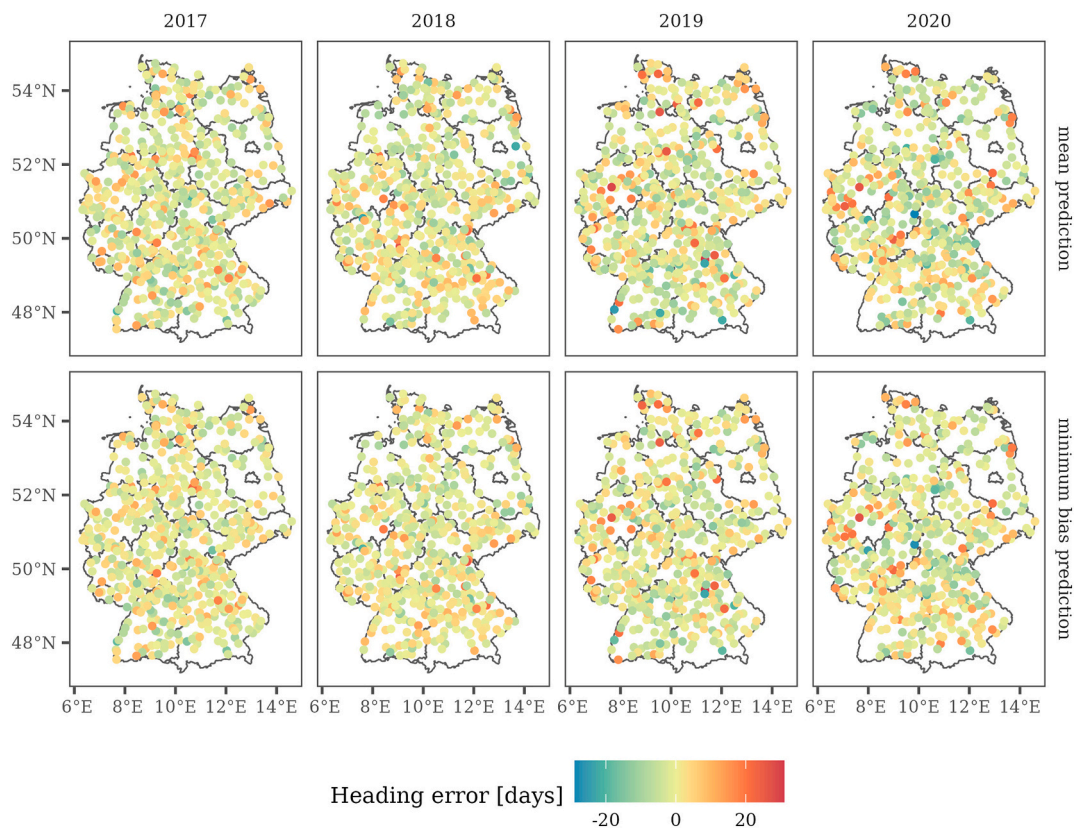 2017 2018 2019 2020
54°N
52°N
50°N
48°N
mean prediction
54°N
52°N
50°N
48°N
minimum bias prediction
6°E 8°E 10°E 12°E 14°E 6°E 8°E 10°E 12°E 14°E 6°E 8°E 10°E 12°E 14°E 6°E 8°E 10°E 12°E 14°E
Heading error [days]
-20 0 20